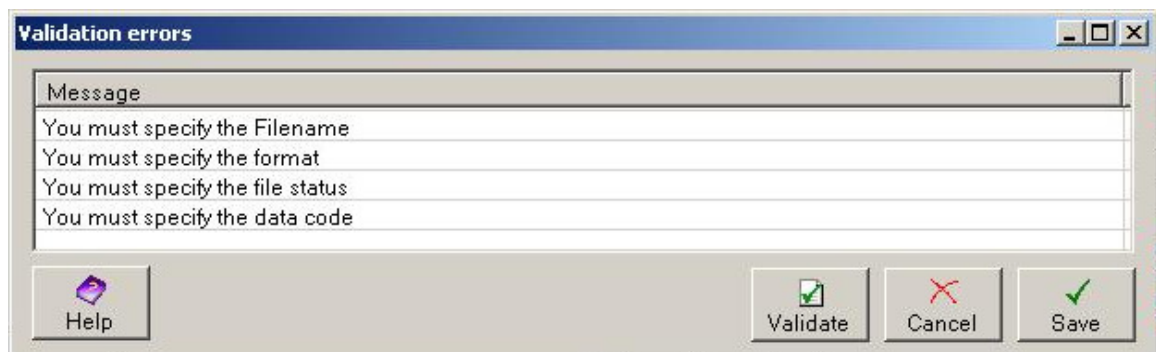 Validation errors
Message
You must specify the Filename
You must specify the format
You must specify the file status
You must specify the data code
Help
Validate
Cancel
Save